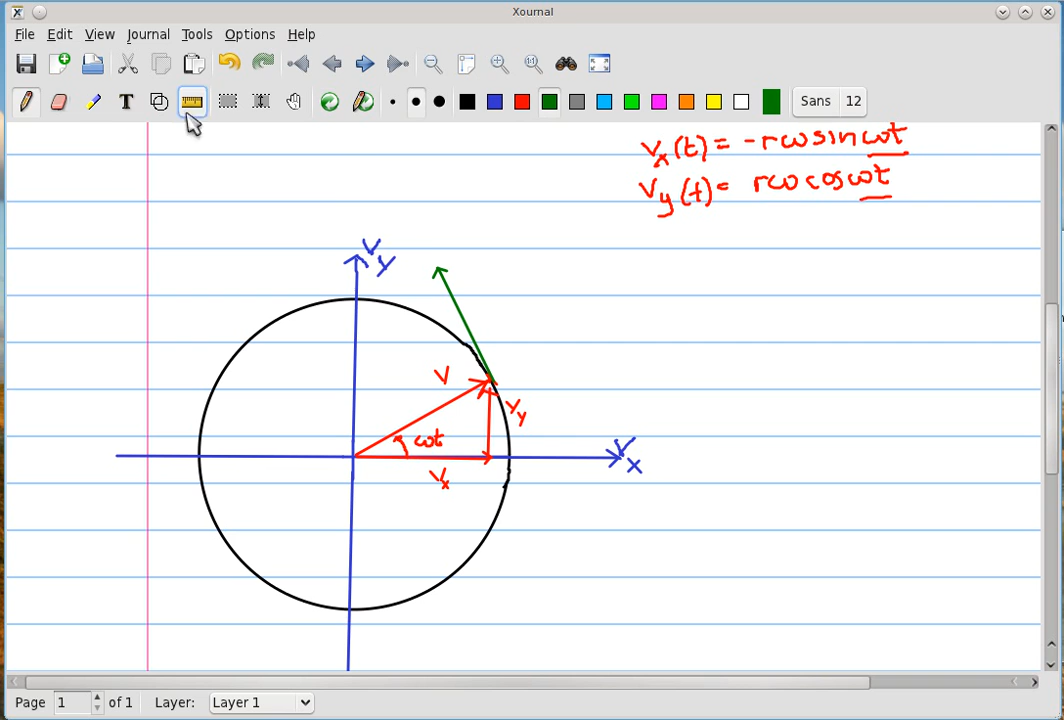 Xournal
File Edit View Journal Tools Options Help
T Sans 12
Vx(t) = -rωsinωt
Vy(t) = rωcosωt
Vy
V
Vy
ωt
Vx
Vx
Page 1 of 1 Layer: Layer 1